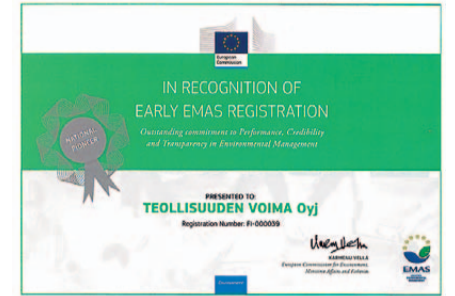 European
Commission
IN RECOGNITION OF
EARLY EMAS REGISTRATION
Outstanding commitment to Performance, Credibility
and Transparency in Environmental Management
NATIONAL
PIONEER
PRESENTED TO:
TEOLLISUUDEN VOIMA Oyj
Registration Number: FI-000039
KARMENU VELLA
European Commissioner for Environment,
Maritime Affairs and Fisheries
EMAS
Environment